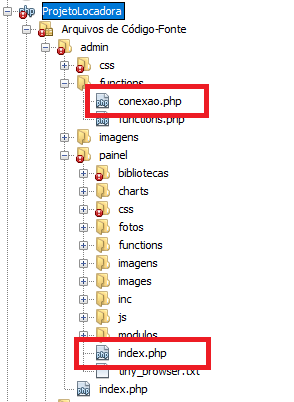 ProjetoLocadora
Arquivos de Código-Fonte
admin
css
functions
conexao.php
functions.php
imagens
painel
bibliotecas
charts
css
fotos
functions
imagens
images
inc
js
modulos
index.php
tiny_browser.txt
index.php